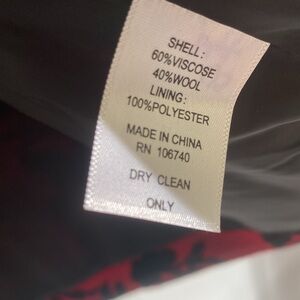 SHELL:
60%VISCOSE
40%WOOL
LINING:
100%POLYESTER
MADE IN CHINA
RN 106740
DRY CLEAN
ONLY